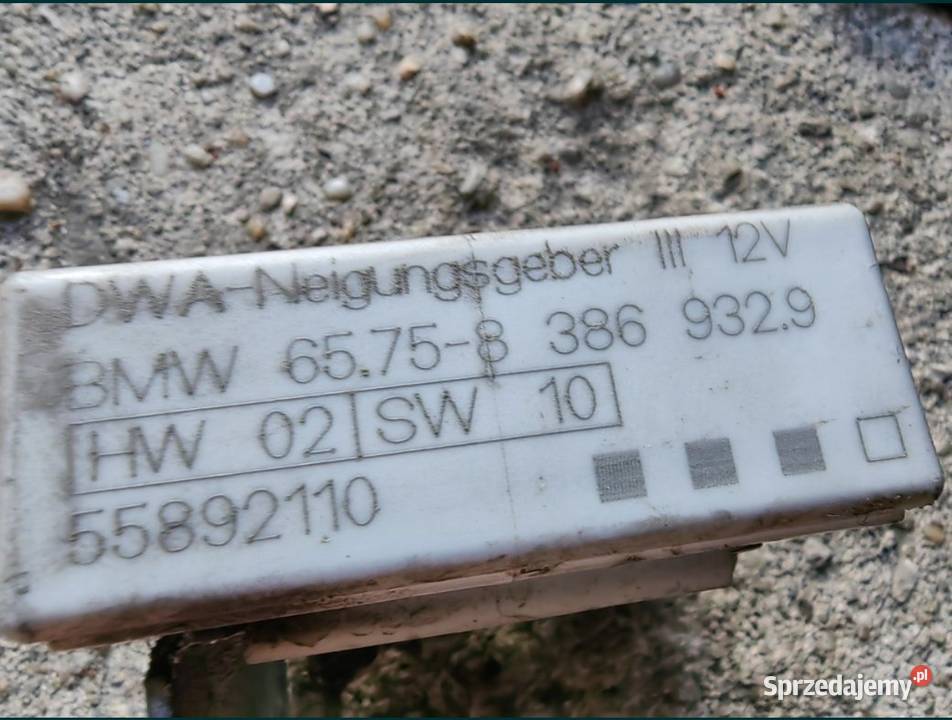 DWA-Neigungsgeber III 12V
BMW 65.75-8 386 932.9
HW 02 SW 10
55892110
Sprzedajemy.pl